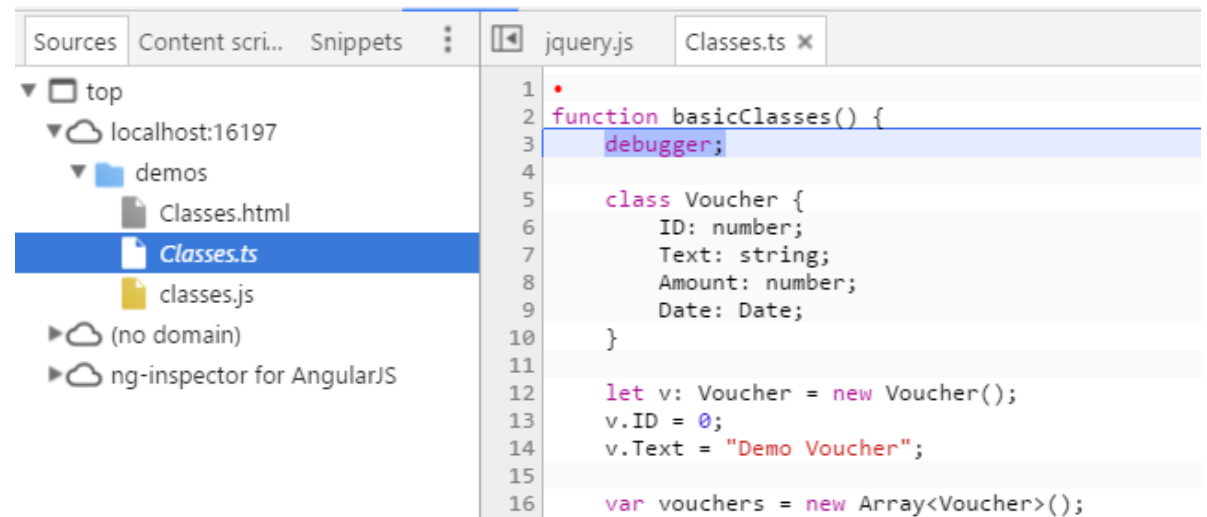 Sources Content scri... Snippets
top
localhost:16197
demos
Classes.html
Classes.ts
classes.js
(no domain)
ng-inspector for AngularJS
jquery.js Classes.ts ×
1 •
2 function basicClasses() {
3     debugger;
4
5     class Voucher {
6         ID: number;
7         Text: string;
8         Amount: number;
9         Date: Date;
10     }
11
12     let v: Voucher = new Voucher();
13     v.ID = 0;
14     v.Text = "Demo Voucher";
15
16     var vouchers = new Array<Voucher>();